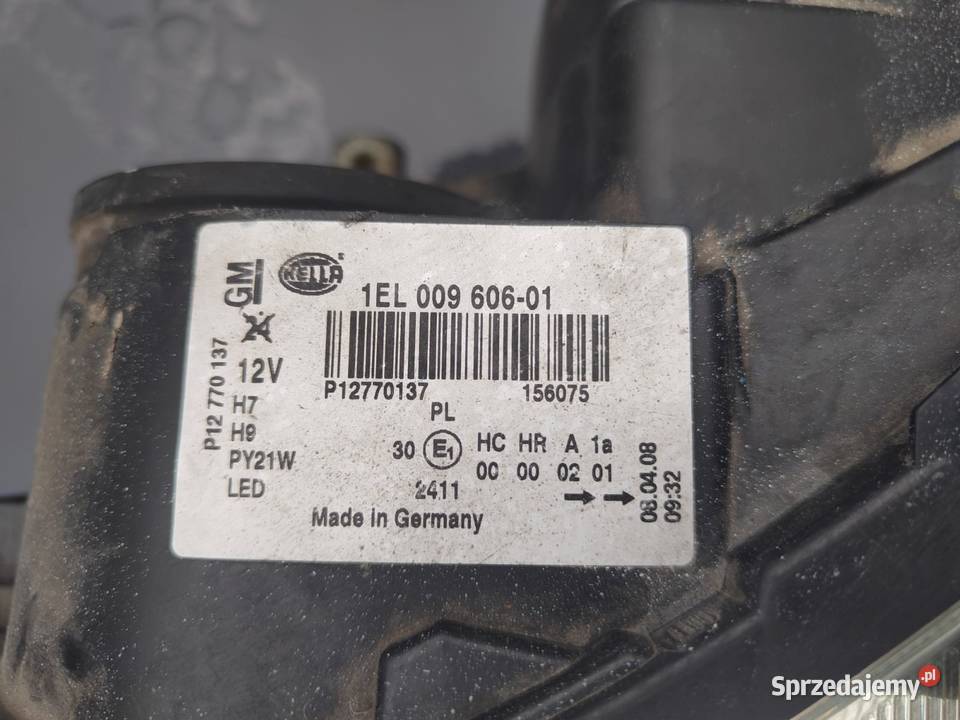 GM
HELLA
1EL 009 606-01
24
P12 770 137
12V
P12770137 156075
H7
H9
PY21W
LED
PL
30 E1 HC HR A 1a
00 00 02 01
2411
Made in Germany
08.04.08
09:32
Sprzedajemy.pl